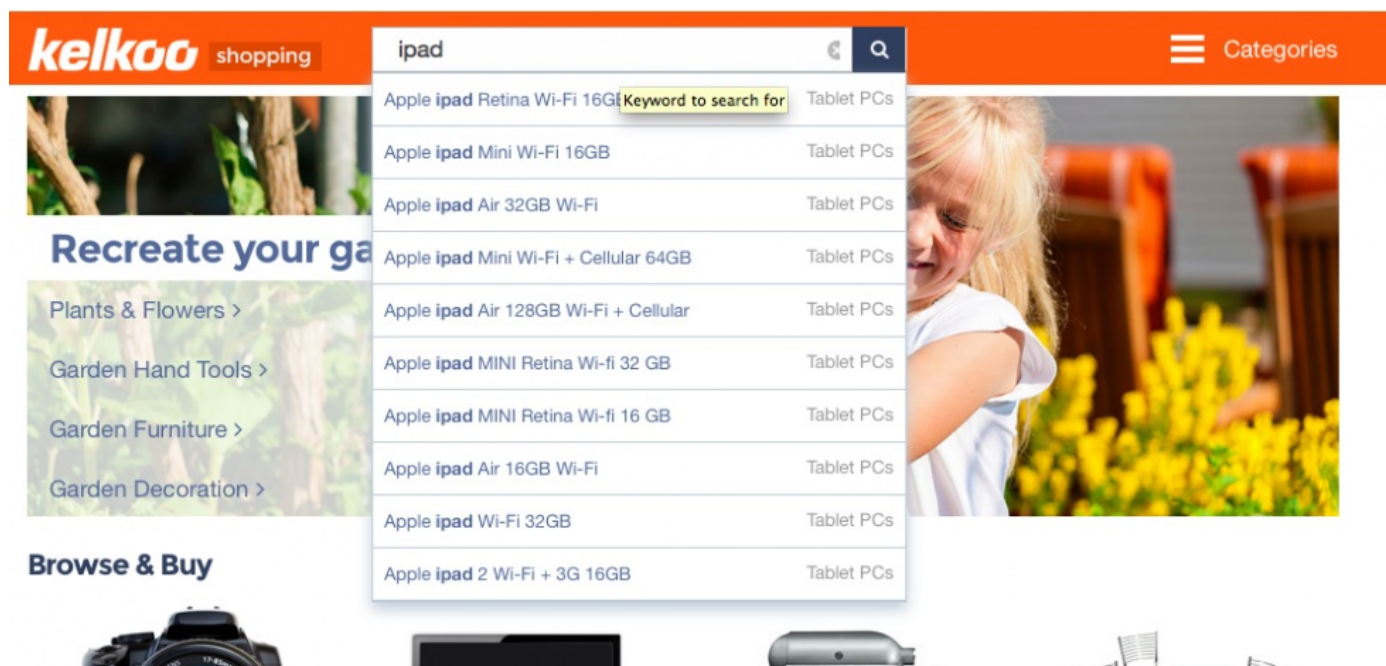 kelkoo shopping
ipad
Categories
Apple ipad Retina Wi-Fi 16GB Tablet PCs
Keyword to search for
Apple ipad Mini Wi-Fi 16GB Tablet PCs
Apple ipad Air 32GB Wi-Fi Tablet PCs
Apple ipad Mini Wi-Fi + Cellular 64GB Tablet PCs
Apple ipad Air 128GB Wi-Fi + Cellular Tablet PCs
Apple ipad MINI Retina Wi-fi 32 GB Tablet PCs
Apple ipad MINI Retina Wi-fi 16 GB Tablet PCs
Apple ipad Air 16GB Wi-Fi Tablet PCs
Apple ipad Wi-Fi 32GB Tablet PCs
Apple ipad 2 Wi-Fi + 3G 16GB Tablet PCs
Recreate your ga
Plants & Flowers >
Garden Hand Tools >
Garden Furniture >
Garden Decoration >
Browse & Buy